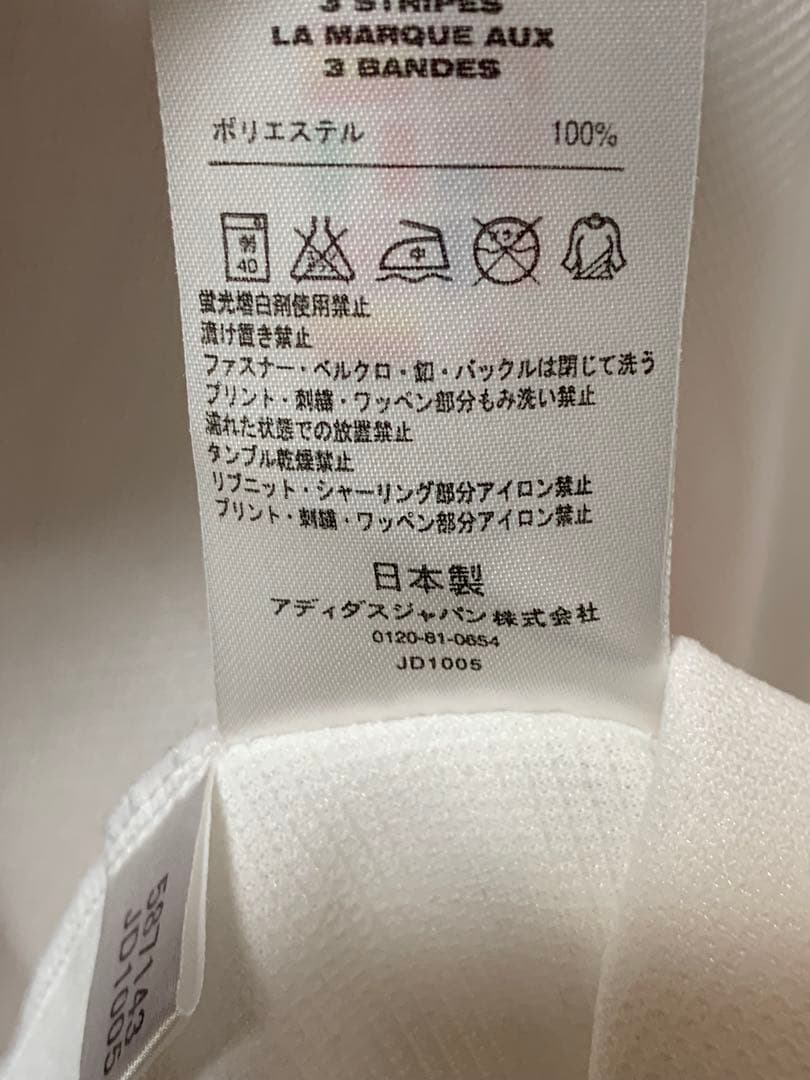 3 STRIPES
LA MARQUE AUX
3 BANDES
ポリエステル 100%
40
中
蛍光増白剤使用禁止
漬け置き禁止
ファスナー・ベルクロ・釦・バックルは閉じて洗う
プリント・刺繍・ワッペン部分もみ洗い禁止
濡れた状態での放置禁止
タンブル乾燥禁止
リブニット・シャーリング部分アイロン禁止
プリント・刺繍・ワッペン部分アイロン禁止
日本製
アディダスジャパン株式会社
0120-81-0654
JD1005
587143
JD1005